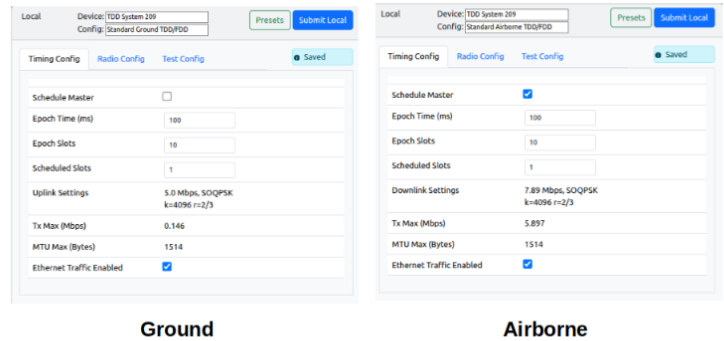 Local Device: TDD System 209 Presets Submit Local
Config: Standard Ground TDD/FDD
Timing Config Radio Config Test Config Saved
Schedule Master
Epoch Time (ms) 100
Epoch Slots 10
Scheduled Slots 1
Uplink Settings 5.0 Mbps, SOQPSK
k=4096 r=2/3
Tx Max (Mbps) 0.146
MTU Max (Bytes) 1514
Ethernet Traffic Enabled
Ground
Local Device: TDD System 209 Presets Submit Local
Config: Standard Airborne TDD/FDD
Timing Config Radio Config Test Config Saved
Schedule Master
Epoch Time (ms) 100
Epoch Slots 10
Scheduled Slots 1
Downlink Settings 7.89 Mbps, SOQPSK
k=4096 r=2/3
Tx Max (Mbps) 5.897
MTU Max (Bytes) 1514
Ethernet Traffic Enabled
Airborne